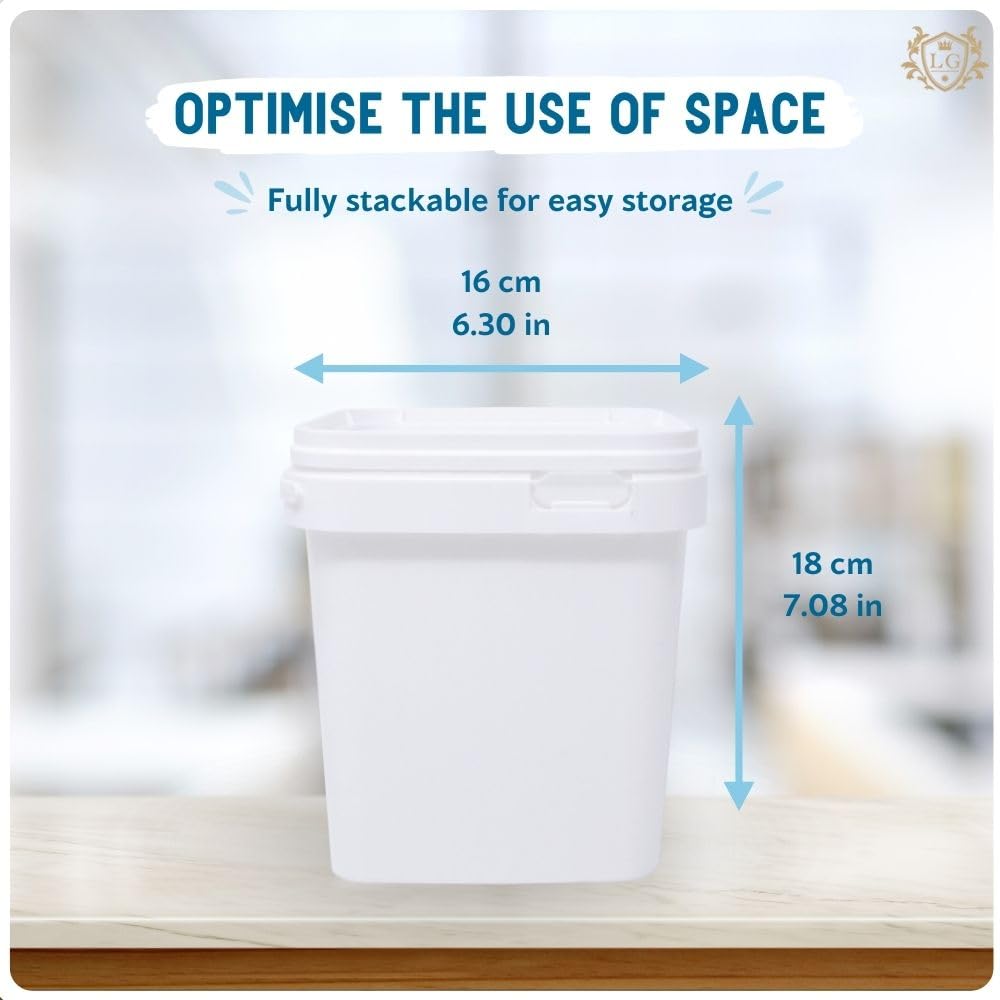 LG
OPTIMISE THE USE OF SPACE
Fully stackable for easy storage
16 cm
6.30 in
18 cm
7.08 in